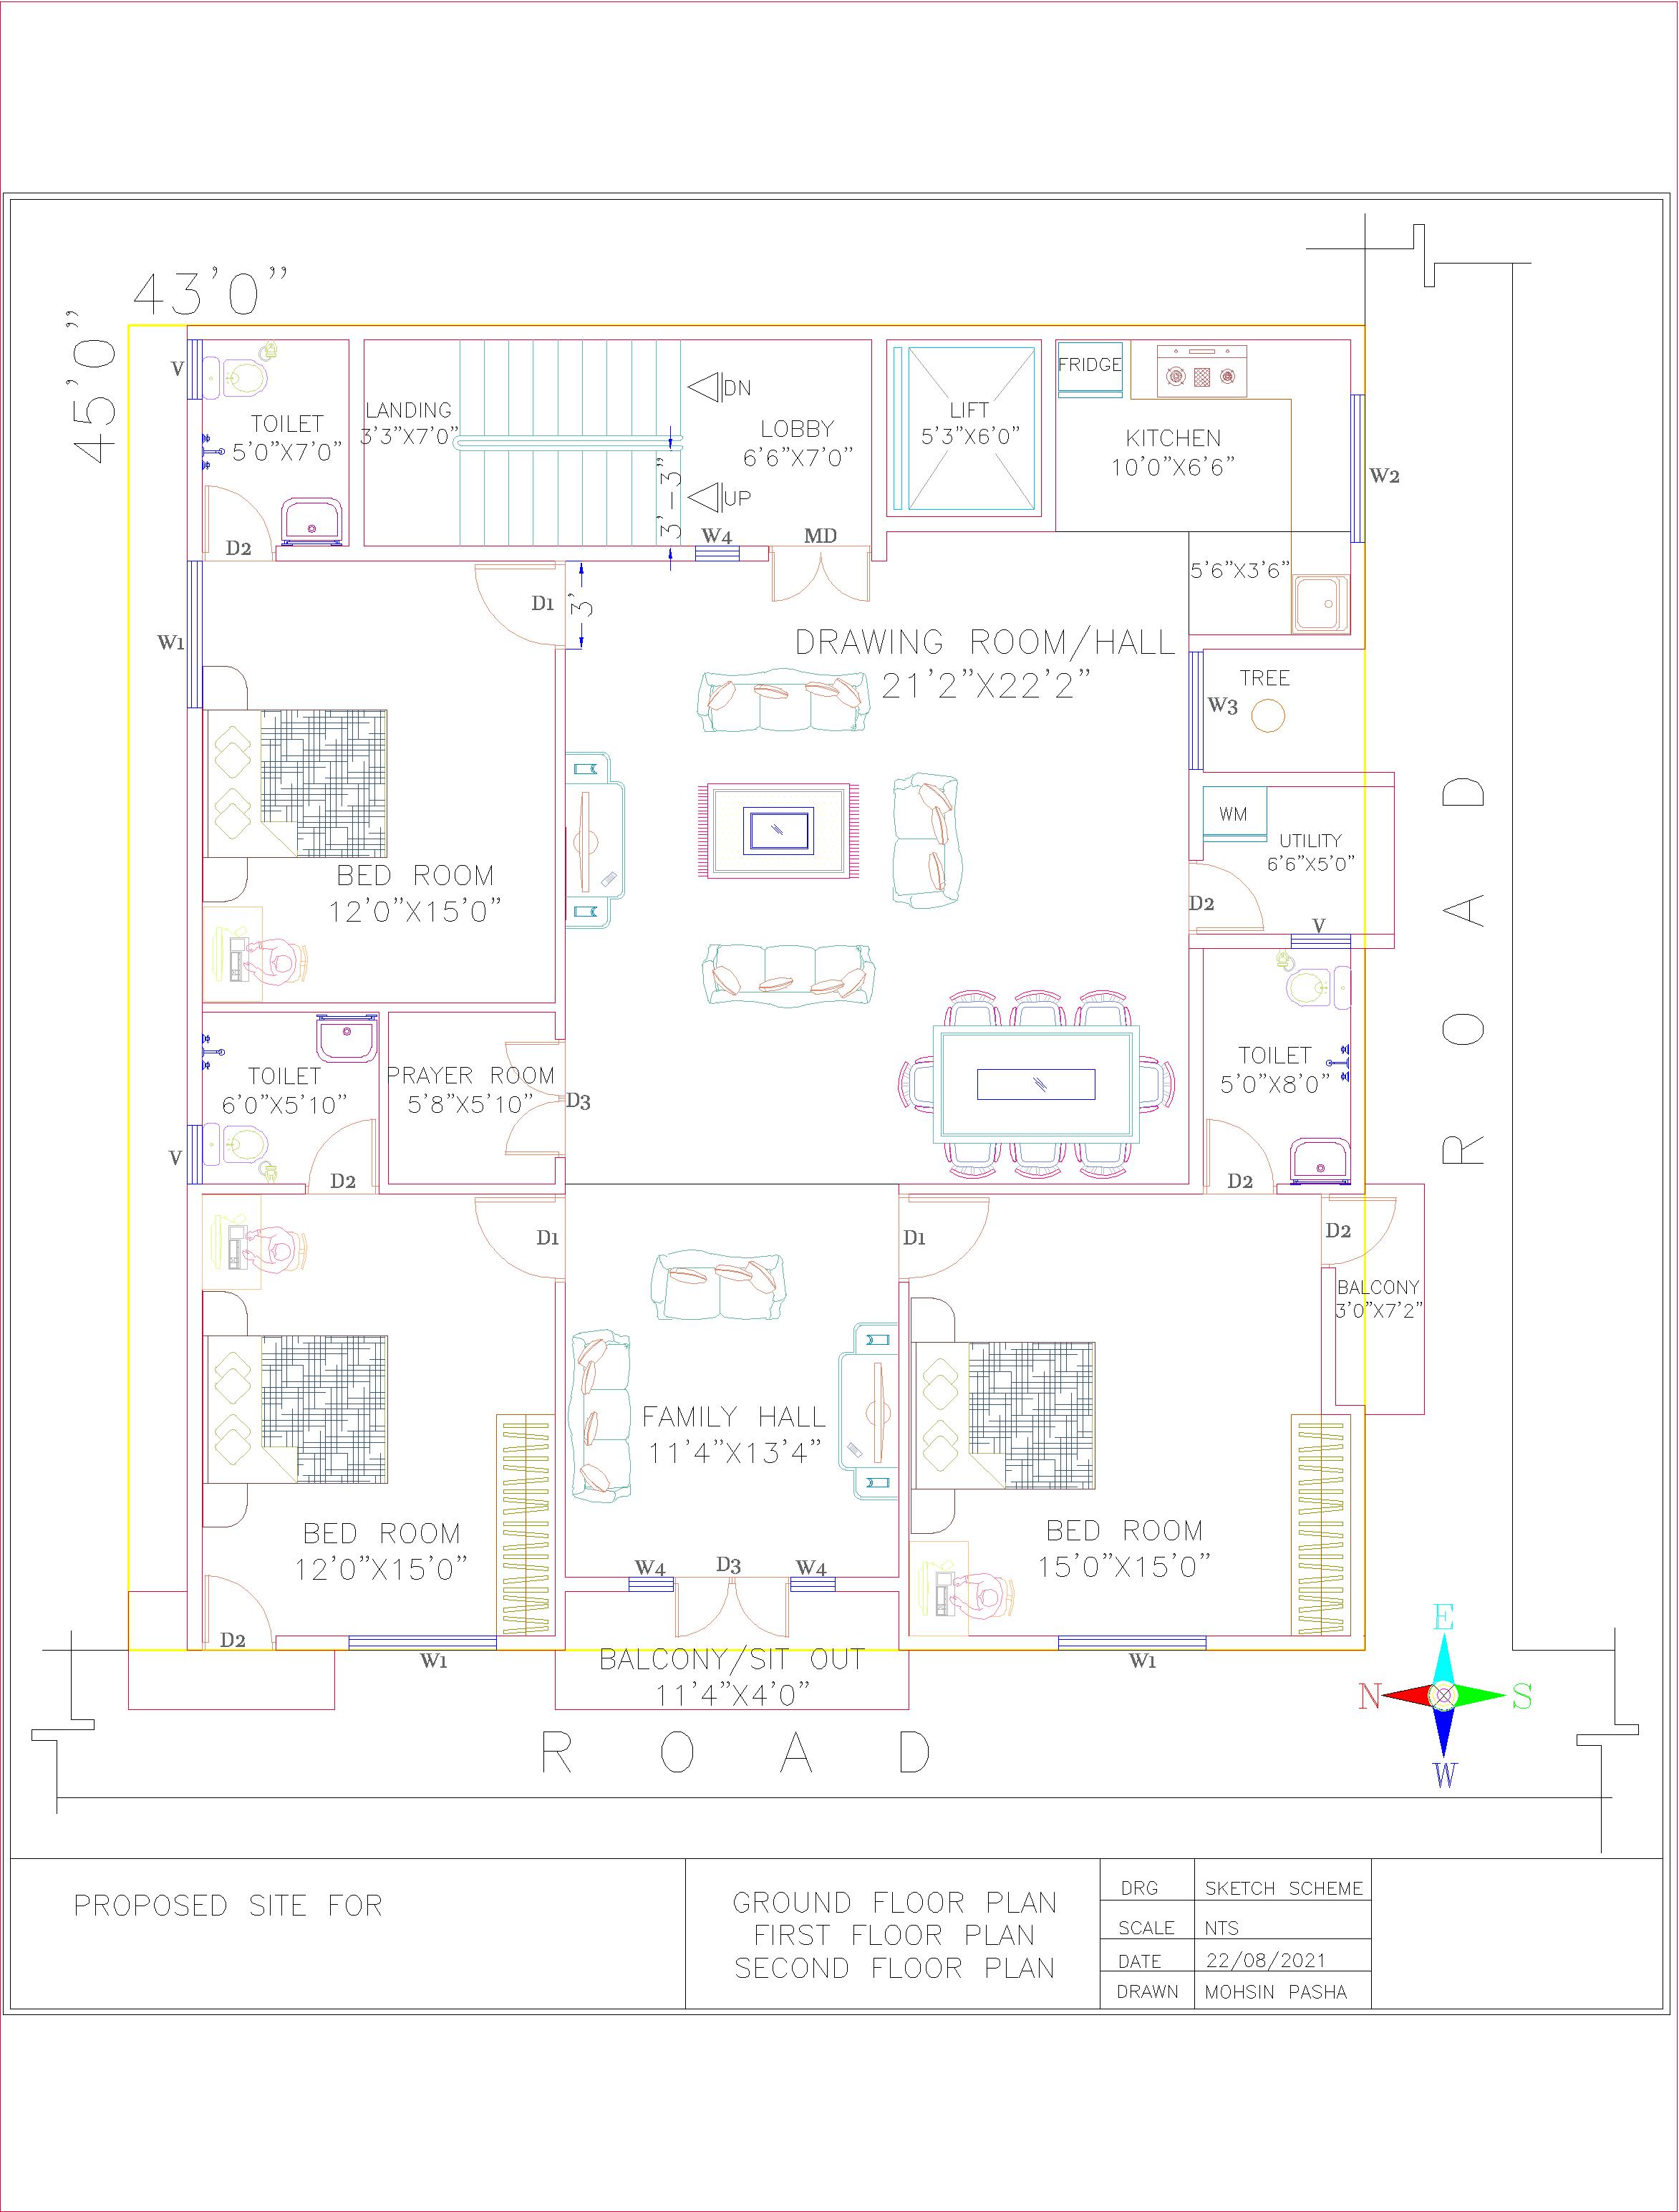 43'0"
45'0"
V
TOILET
5'0"X7'0"
D2
LANDING
3'3"X7'0"
DN
UP
3'-3"
LOBBY
6'6"X7'0"
W4
MD
LIFT
5'3"X6'0"
FRIDGE
KITCHEN
10'0"X6'6"
W2
5'6"X3'6"
W1
D1
3'
DRAWING ROOM/HALL
21'2"X22'2"
TREE
W3
WM
UTILITY
6'6"X5'0"
D2
V
BED ROOM
12'0"X15'0"
TOILET
6'0"X5'10"
V
D2
PRAYER ROOM
5'8"X5'10"
D3
TOILET
5'0"X8'0"
D2
ROAD
D1
D1
D2
BALCONY
3'0"X7'2"
FAMILY HALL
11'4"X13'4"
BED ROOM
12'0"X15'0"
BED ROOM
15'0"X15'0"
W4
D3
W4
D2
W1
BALCONY/SIT OUT
11'4"X4'0"
W1
E
N
S
W
ROAD
PROPOSED SITE FOR
GROUND FLOOR PLAN
FIRST FLOOR PLAN
SECOND FLOOR PLAN
DRG SKETCH SCHEME
SCALE NTS
DATE 22/08/2021
DRAWN MOHSIN PASHA